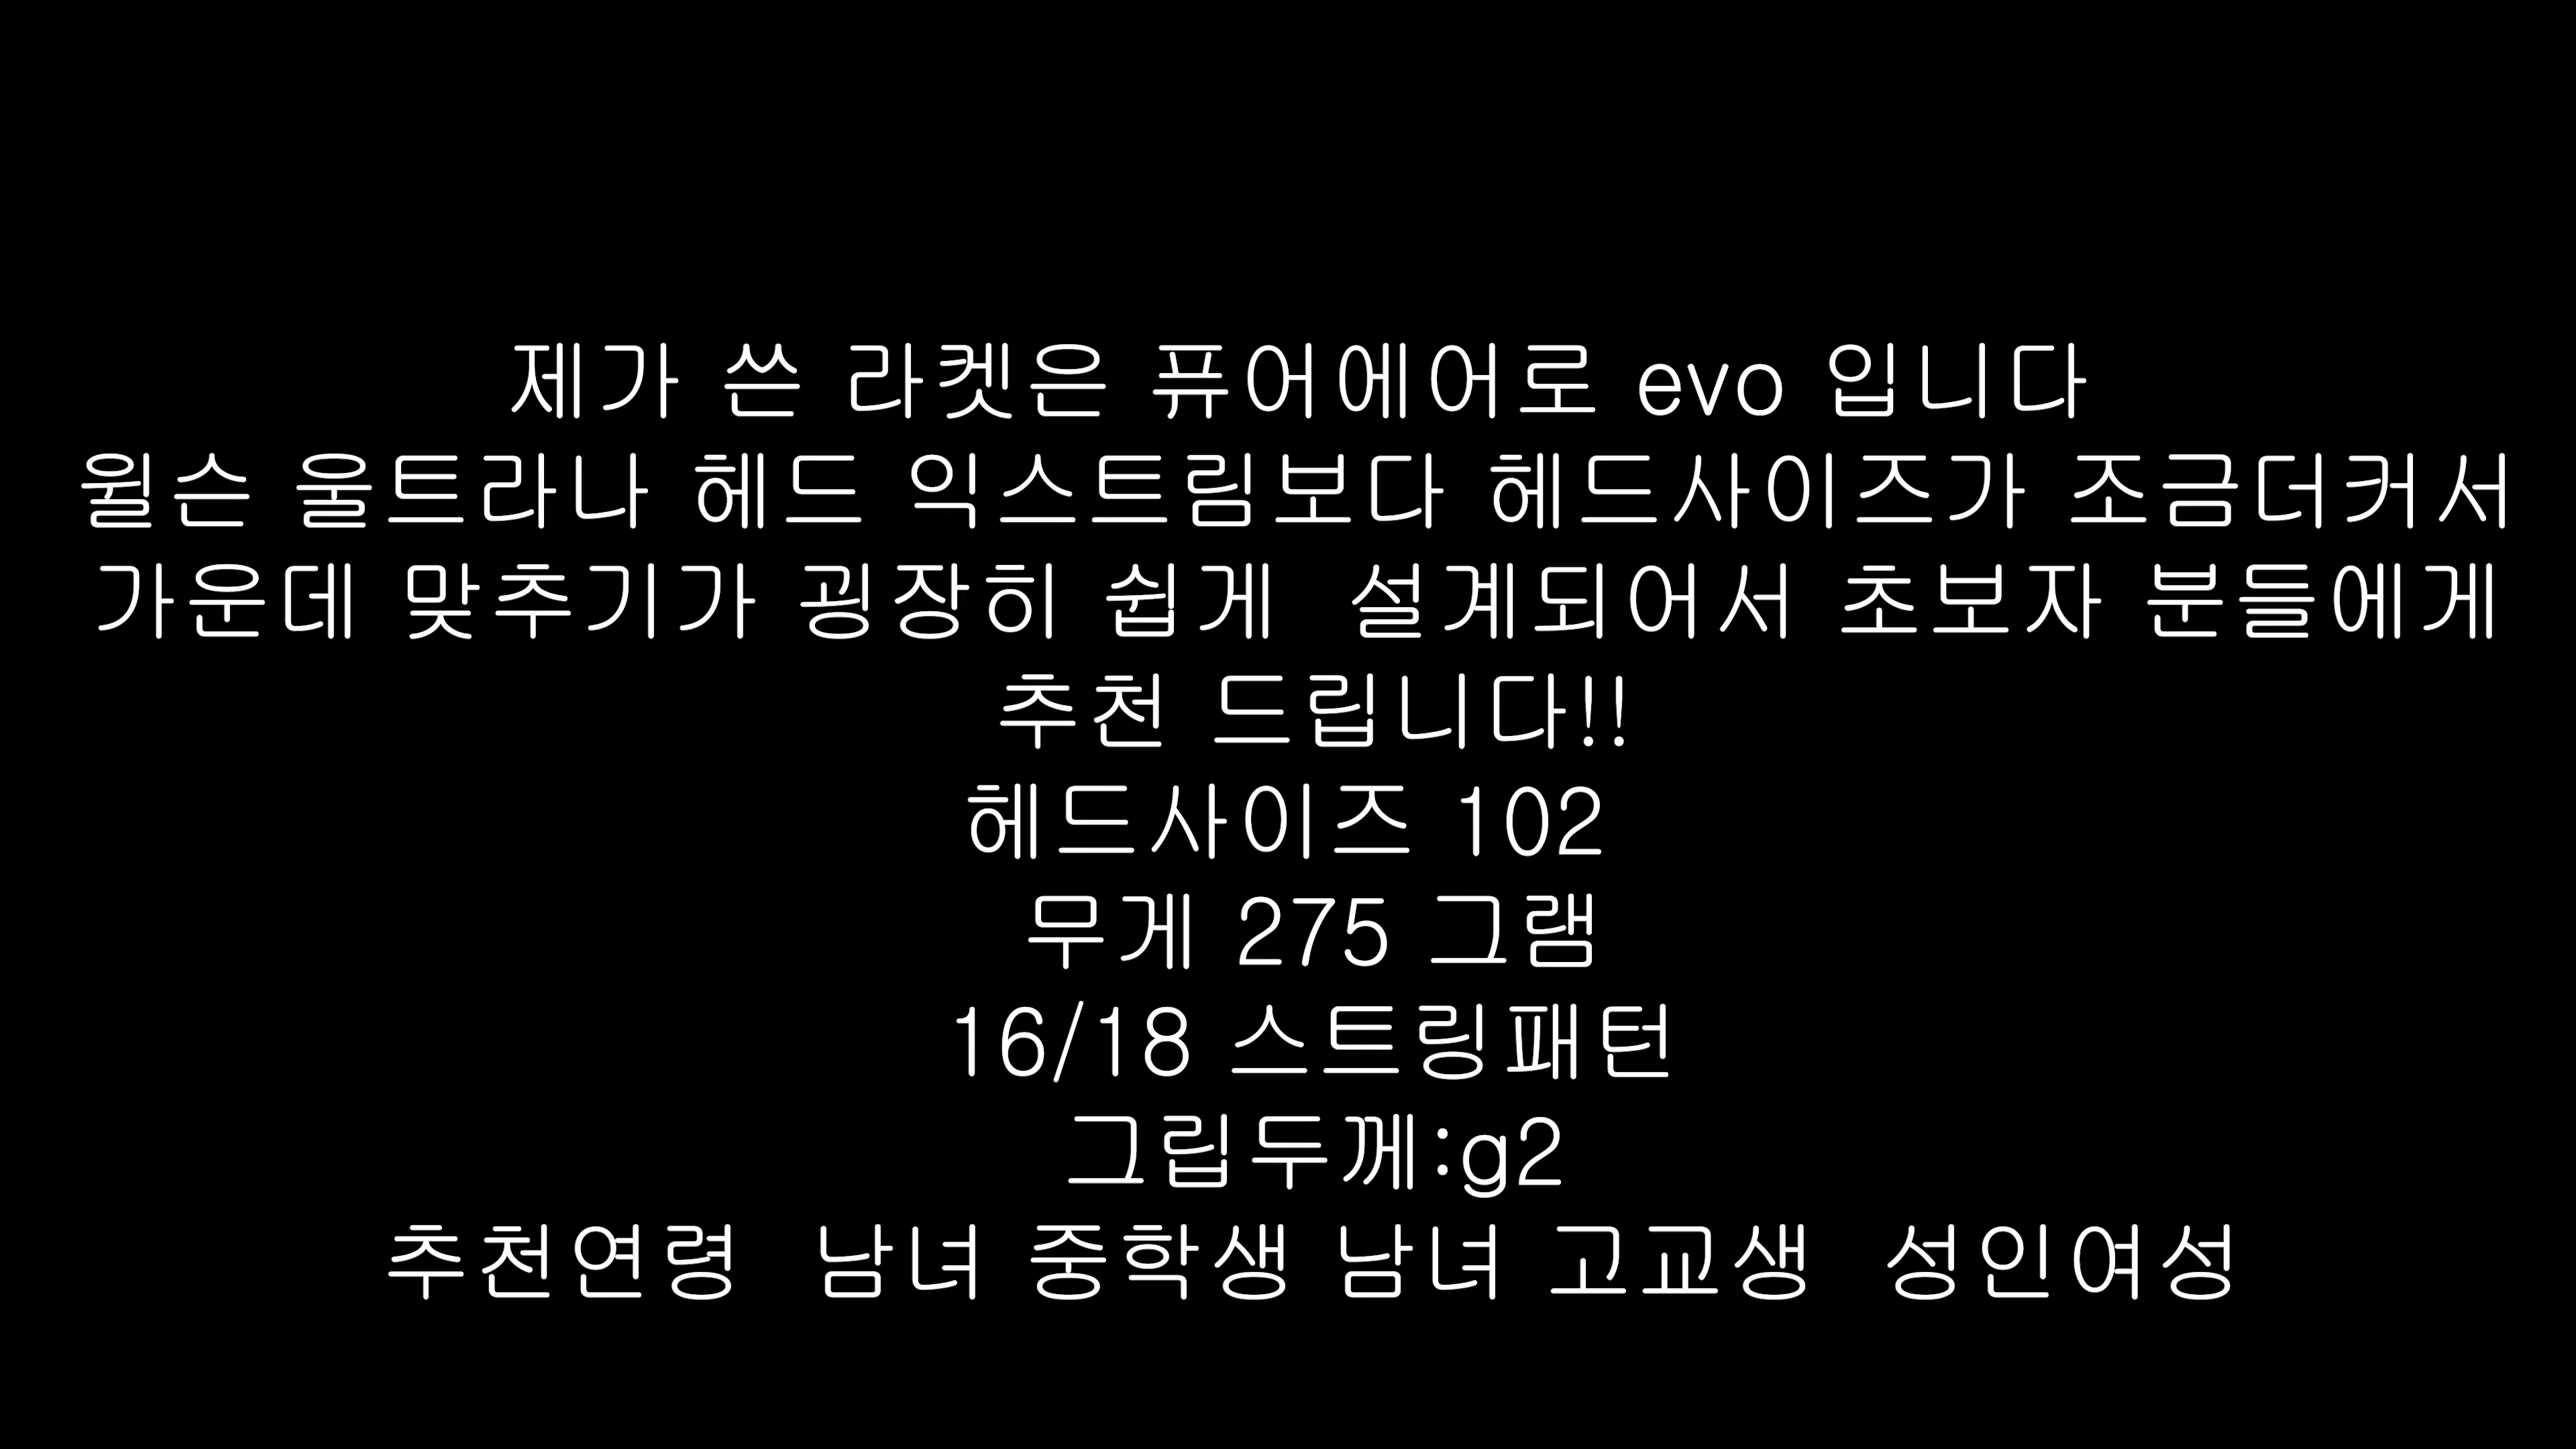 제가 쓴 라켓은 퓨어에어로 evo 입니다
윌슨 울트라나 헤드 익스트림보다 헤드사이즈가 조금더커서
가운데 맞추기가 굉장히 쉽게 설계되어서 초보자 분들에게
추천 드립니다!!
헤드사이즈 102
무게 275 그램
16/18 스트링패턴
그립두께:g2
추천연령 남녀 중학생 남녀 고교생 성인여성